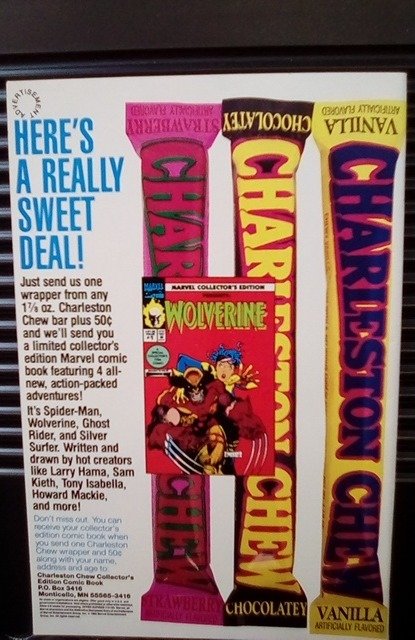 ADVERTISEMENT
HERE'S
A REALLY
SWEET
DEAL!
Just send us one
wrapper from any
1⅞ oz. Charleston
Chew bar plus 50¢
and we'll send you
a limited collector's
edition Marvel comic
book featuring 4 all-
new, action-packed
adventures!
It's Spider-Man,
Wolverine, Ghost
Rider, and Silver
Surfer. Written and
drawn by hot creators
like Larry Hama, Sam
Kieth, Tony Isabella,
Howard Mackie,
and more!
Don't miss out. You can
receive your collector's
edition comic book when
you send one Charleston
Chew wrapper and 50¢
along with your name,
address and age to:
Charleston Chew Collector's
Edition Comic Book
P.O. Box 3416
Monticello, MN 55565-3416
STRAWBERRY
ARTIFICIALLY FLAVORED
CHARLESTON CHEW
STRAWBERRY
CHOCOLATEY
CHARLESTON CHEW
CHOCOLATEY
VANILLA
ARTIFICIALLY FLAVORED
CHARLESTON CHEW
VANILLA
ARTIFICIALLY FLAVORED
MARVEL COLLECTOR'S EDITION
WOLVERINE